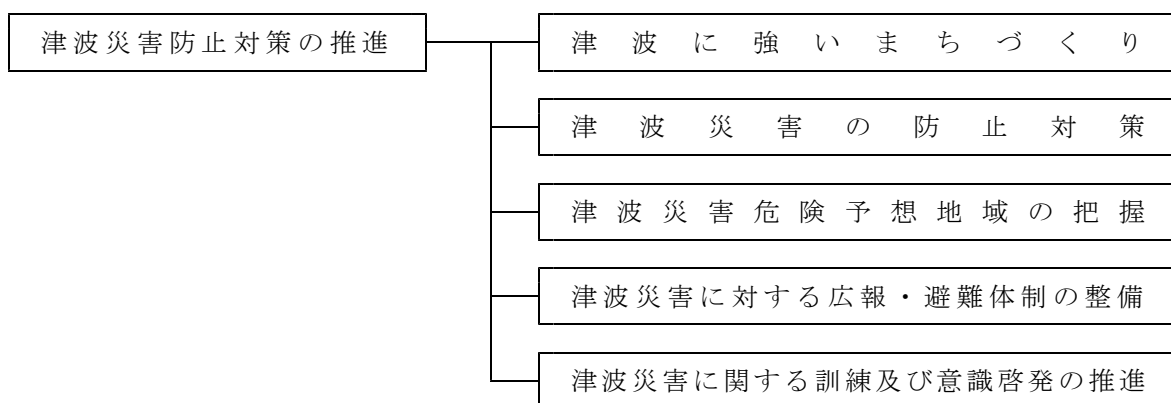 津波災害防止対策の推進
津波に強いまちづくり
津波災害の防止対策
津波災害危険予想地域の把握
津波災害に対する広報・避難体制の整備
津波災害に関する訓練及び意識啓発の推進